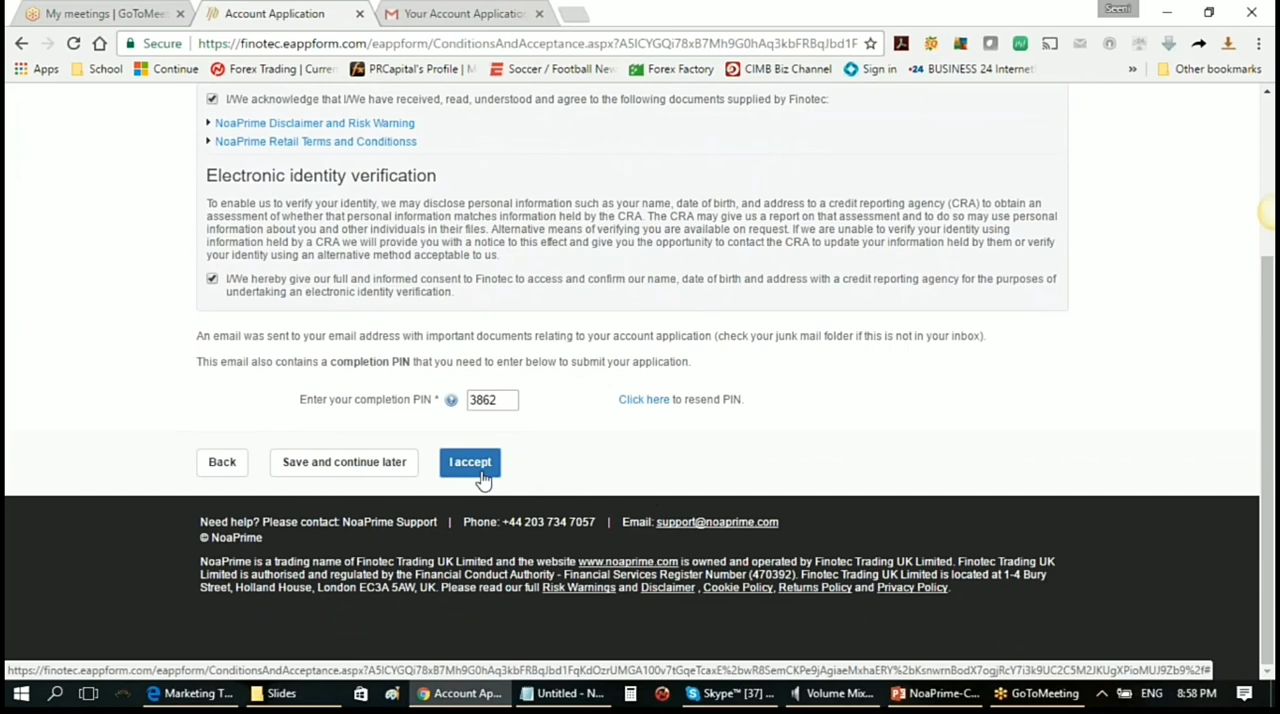 My meetings | GoToMeet
Account Application
Your Account Applicatio
Seeni
Secure
https://finotec.eappform.com/eappform/ConditionsAndAcceptance.aspx?A5ICYGQi78xB7Mh9G0hAq3kbFRBqJbd1F
Apps
School
Continue
Forex Trading | Curren
PRCapital's Profile | M
Soccer / Football New
Forex Factory
CIMB Biz Channel
Sign in
24 BUSINESS 24 Internet
»
Other bookmarks
I/We acknowledge that I/We have received, read, understood and agree to the following documents supplied by Finotec:
NoaPrime Disclaimer and Risk Warning
NoaPrime Retail Terms and Conditionss
Electronic identity verification
To enable us to verify your identity, we may disclose personal information such as your name, date of birth, and address to a credit reporting agency (CRA) to obtain an
assessment of whether that personal information matches information held by the CRA. The CRA may give us a report on that assessment and to do so may use personal
information about you and other individuals in their files. Alternative means of verifying you are available on request. If we are unable to verify your identity using
information held by a CRA we will provide you with a notice to this effect and give you the opportunity to contact the CRA to update your information held by them or verify
your identity using an alternative method acceptable to us.
I/We hereby give our full and informed consent to Finotec to access and confirm our name, date of birth and address with a credit reporting agency for the purposes of
undertaking an electronic identity verification.
An email was sent to your email address with important documents relating to your account application (check your junk mail folder if this is not in your inbox).
This email also contains a completion PIN that you need to enter below to submit your application.
Enter your completion PIN * 3862 Click here to resend PIN.
Back
Save and continue later
I accept
Need help? Please contact: NoaPrime Support | Phone: +44 203 734 7057 | Email: support@noaprime.com
© NoaPrime
NoaPrime is a trading name of Finotec Trading UK Limited and the website www.noaprime.com is owned and operated by Finotec Trading UK Limited. Finotec Trading UK
Limited is authorised and regulated by the Financial Conduct Authority - Financial Services Register Number (470392). Finotec Trading UK Limited is located at 1-4 Bury
Street, Holland House, London EC3A 5AW, UK. Please read our full Risk Warnings and Disclaimer , Cookie Policy, Returns Policy and Privacy Policy.
Marketing T...
Slides
Account Ap...
Untitled - N...
Skype™ [37] ...
Volume Mix...
NoaPrime-C...
GoToMeeting
ENG
8:58 PM